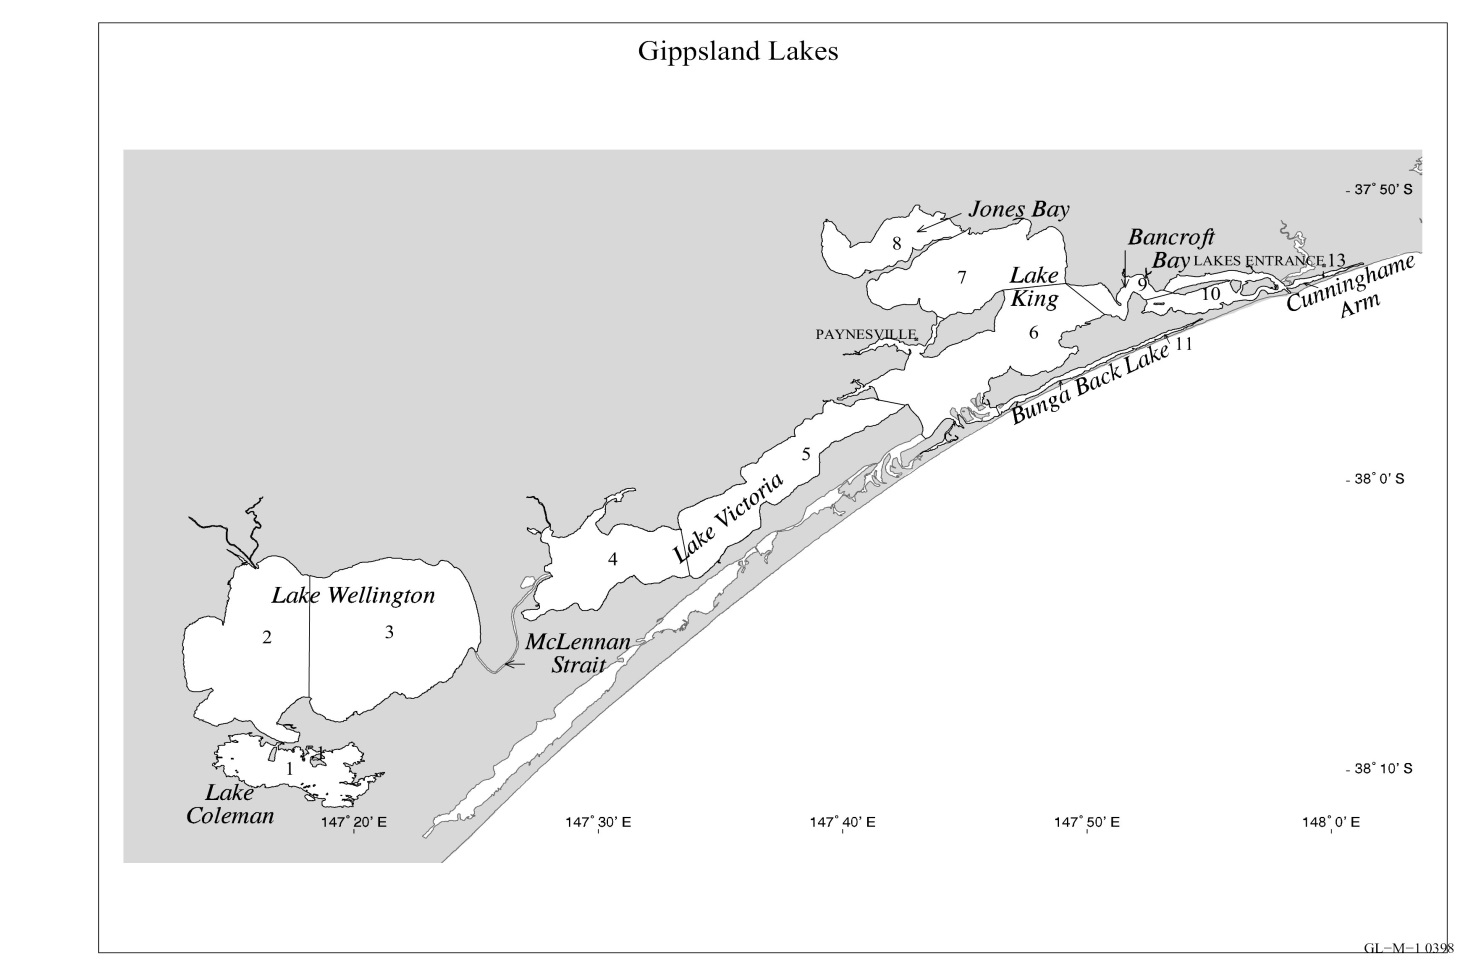 Gippsland Lakes
37° 50' S
Jones Bay
8
Bancroft
Bay
LAKES ENTRANCE
13
7
Lake
King
9
10
Cunninghame
Arm
6
PAYNESVILLE
11
Bunga Back Lake
5
38° 0' S
Lake Victoria
4
Lake Wellington
2
3
McLennan
Strait
1
38° 10' S
Lake
Coleman
147° 20' E
147° 30' E
147° 40' E
147° 50' E
148° 0' E
GL-M-1 0398